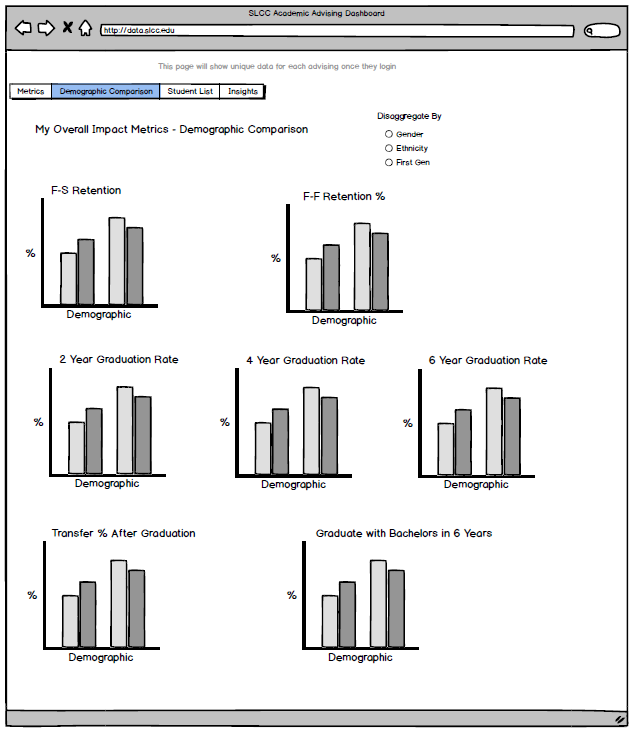 SLCC Academic Advising Dashboard
http://data.slcc.edu
This page will show unique data for each advising once they login
Metrics
Demographic Comparison
Student List
Insights
My Overall Impact Metrics - Demographic Comparison
Disaggregate By
Gender
Ethnicity
First Gen
F-S Retention
%
Demographic
F-F Retention %
%
Demographic
2 Year Graduation Rate
%
Demographic
4 Year Graduation Rate
%
Demographic
6 Year Graduation Rate
%
Demographic
Transfer % After Graduation
%
Demographic
Graduate with Bachelors in 6 Years
%
Demographic